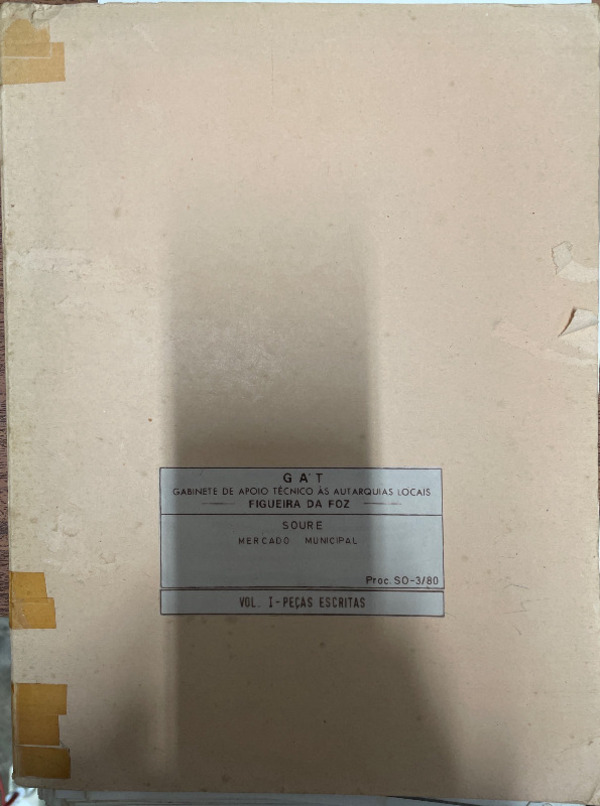 GAT
GABINETE DE APOIO TÉCNICO ÀS AUTARQUIAS LOCAIS
FIGUEIRA DA FOZ
SOURE
MERCADO MUNICIPAL
Proc. SO-3/80
VOL. I - PEÇAS ESCRITAS